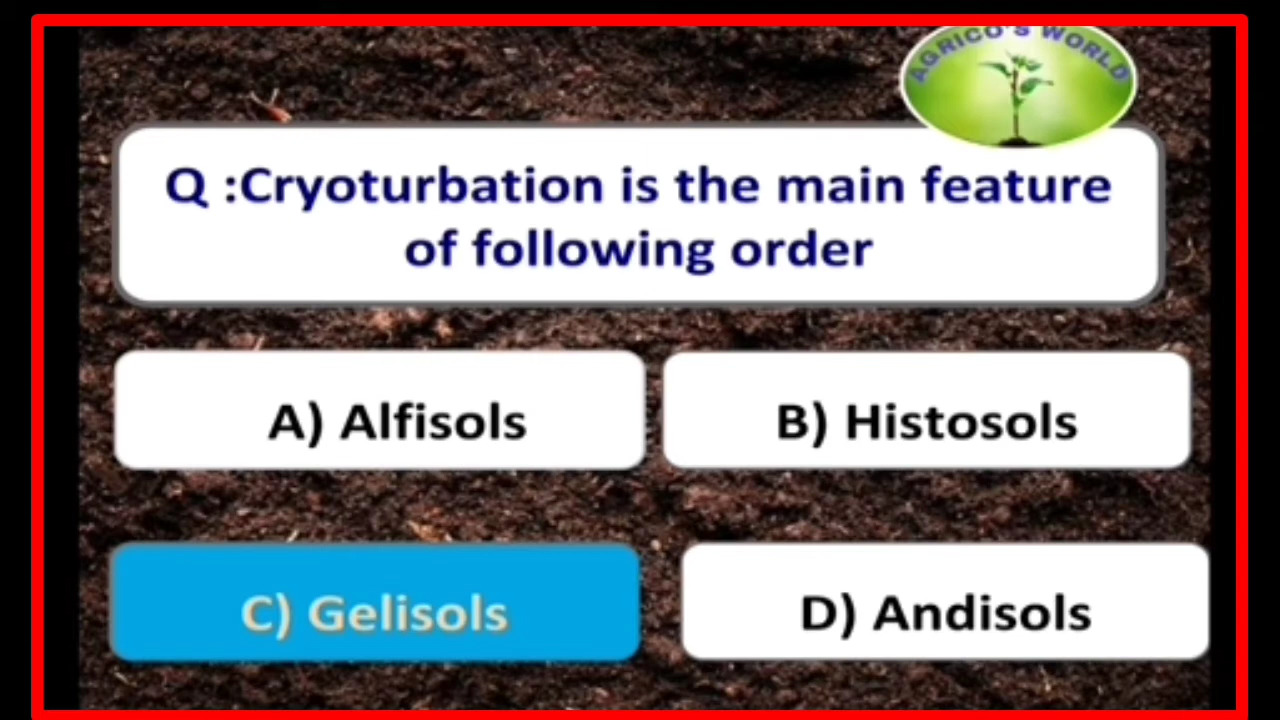 AGRICO'S WORLD
Q :Cryoturbation is the main feature
of following order
A) Alfisols
B) Histosols
C) Gelisols
D) Andisols